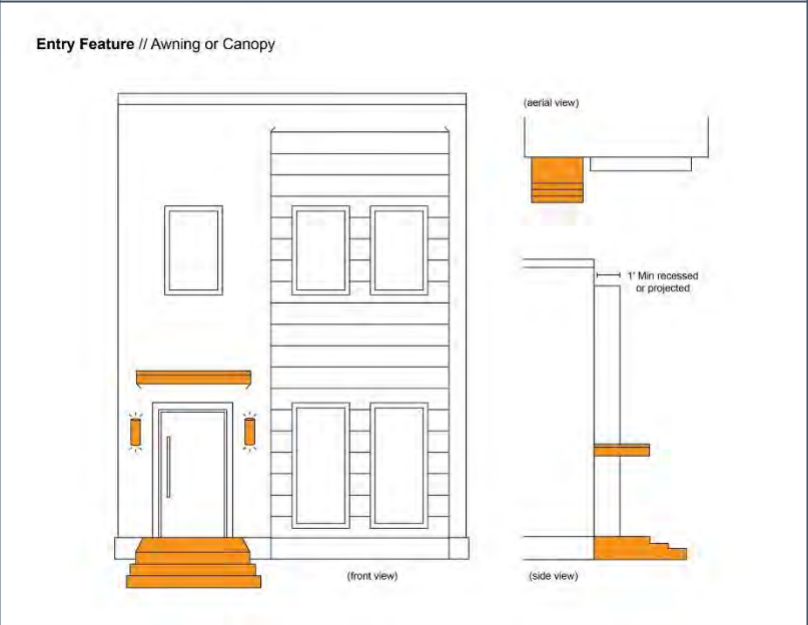 Entry Feature // Awning or Canopy
(aerial view)
1' Min recessed
or projected
(front view)
(side view)